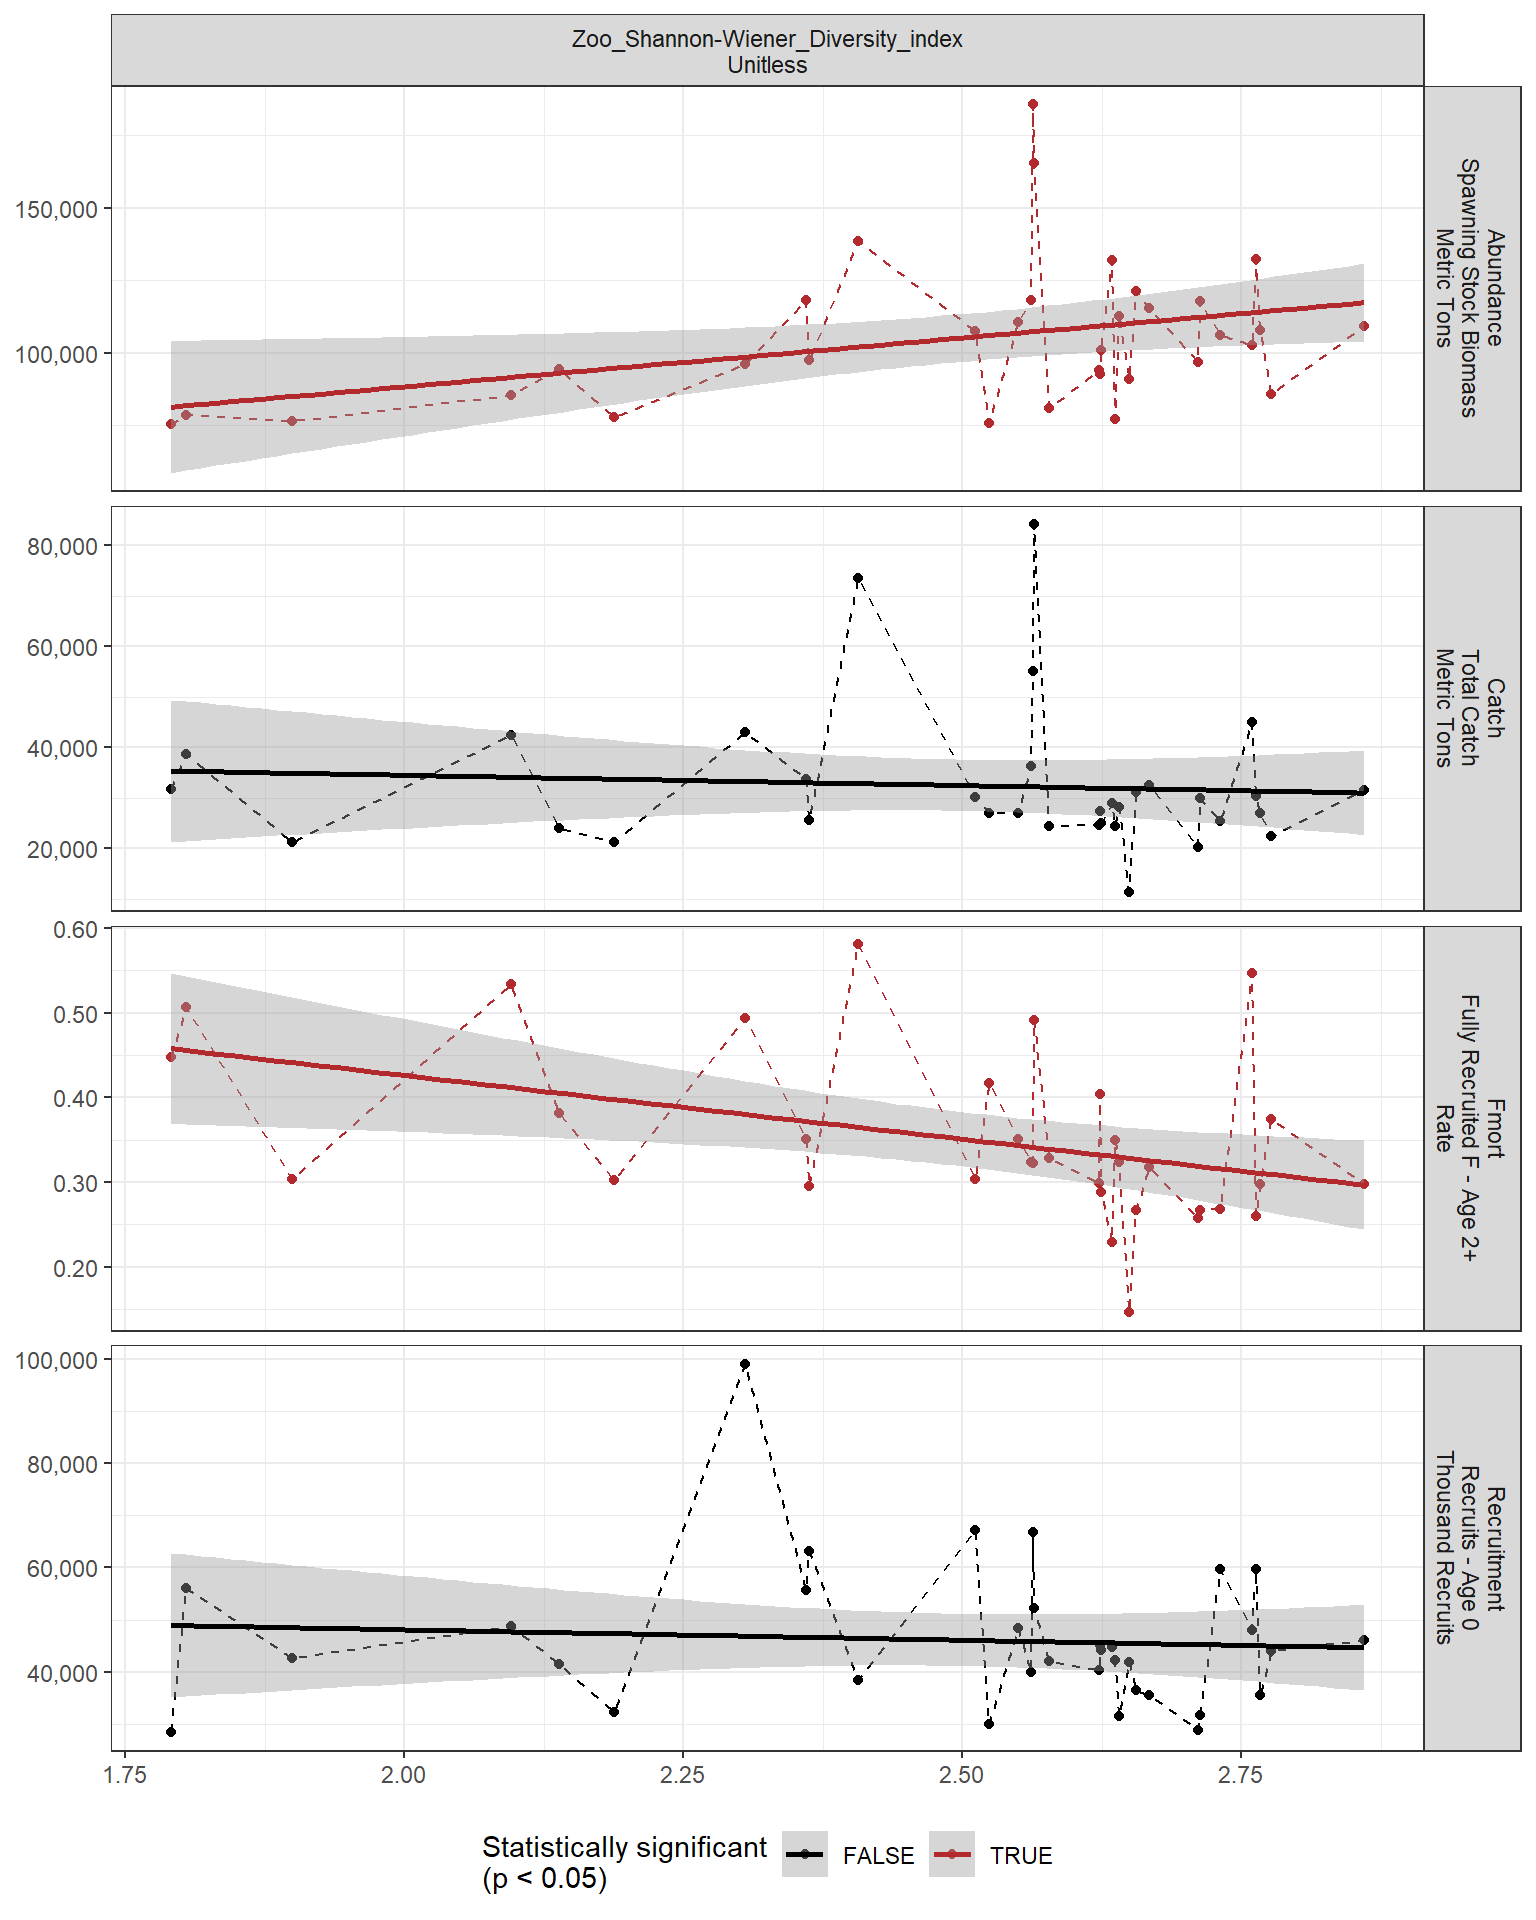 Zoo_Shannon-Wiener_Diversity_index
Unitless
150,000
100,000
Abundance
Spawning Stock Biomass
Metric Tons
80,000
60,000
40,000
20,000
Catch
Total Catch
Metric Tons
0.60
0.50
0.40
0.30
0.20
Fmort
Fully Recruited F - Age 2+
Rate
100,000
80,000
60,000
40,000
Recruitment
Recruits - Age 0
Thousand Recruits
1.75
2.00
2.25
2.50
2.75
Statistically significant
(p < 0.05)
FALSE
TRUE